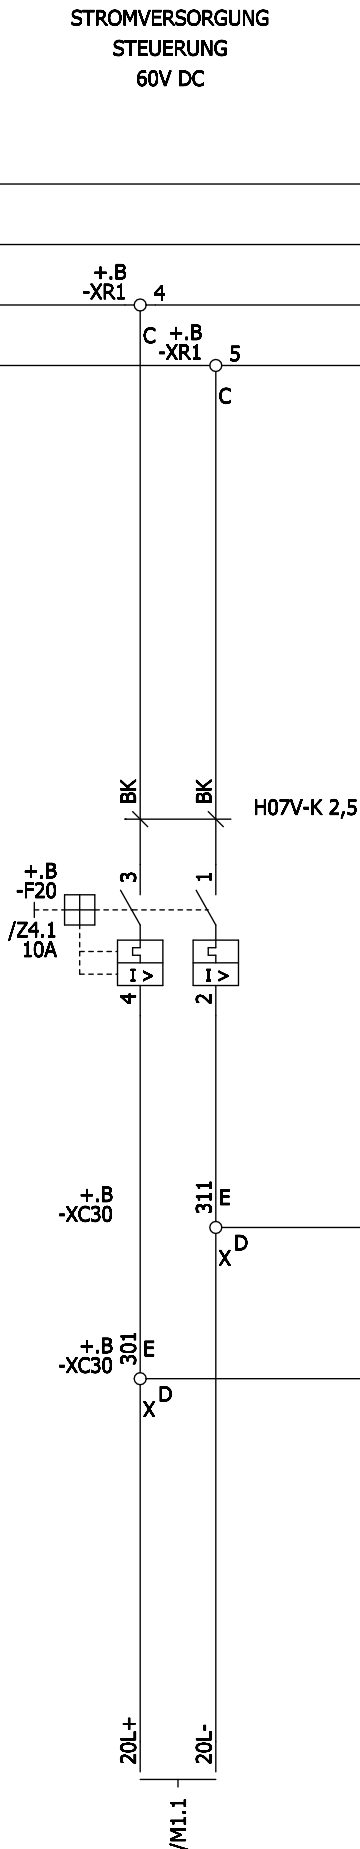 STROMVERSORGUNG
STEUERUNG
60V DC
+.B
-XR1
4
C
+.B
-XR1
5
C
BK
BK
H07V-K 2,5
+.B
-F20
/Z4.1
10A
3
1
I >
I >
4
2
+.B
-XC30
311
E
D
X
+.B
-XC30
301
E
D
X
20L+
20L-
/M1.1